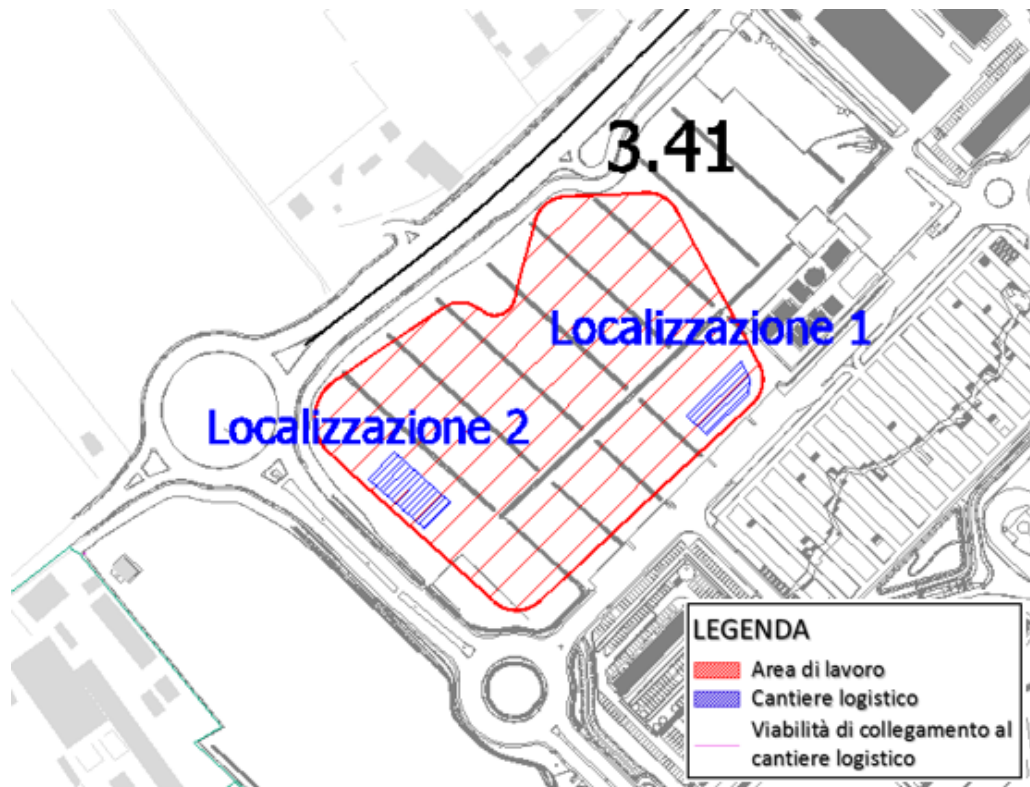 3.41
Localizzazione 1
Localizzazione 2
LEGENDA
Area di lavoro
Cantiere logistico
Viabilità di collegamento al
cantiere logistico